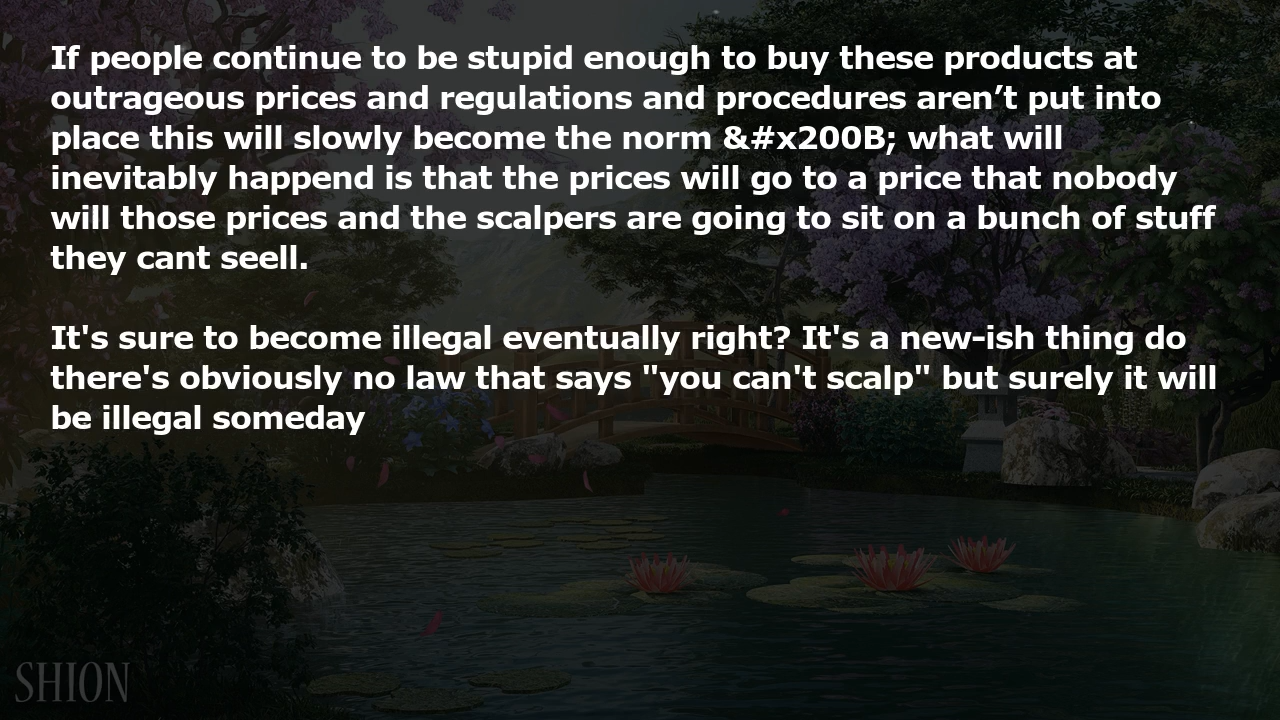 If people continue to be stupid enough to buy these products at
outrageous prices and regulations and procedures aren’t put into
place this will slowly become the norm &#x200B; what will
inevitably happend is that the prices will go to a price that nobody
will those prices and the scalpers are going to sit on a bunch of stuff
they cant seell.
It's sure to become illegal eventually right? It's a new-ish thing do
there's obviously no law that says "you can't scalp" but surely it will
be illegal someday
SHION